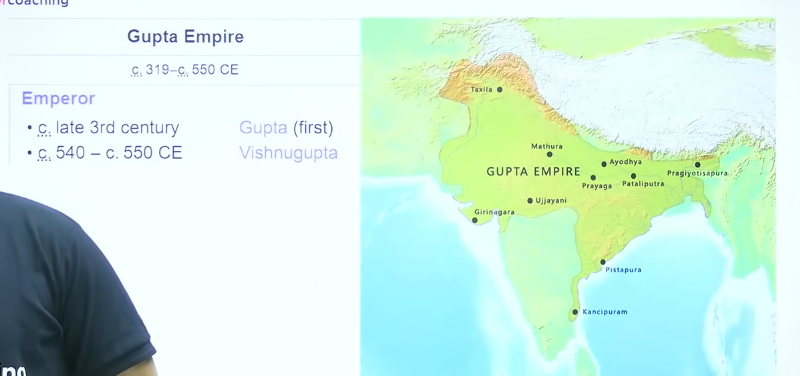 coaching
Gupta Empire
c. 319–c. 550 CE
Emperor
• c. late 3rd century Gupta (first)
• c. 540 – c. 550 CE Vishnugupta
Taxila
Mathura
Ayodhya
GUPTA EMPIRE
Prayaga
Pataliputra
Pragiyotisapura
Ujjayani
Girinagara
Pistapura
Kancipuram